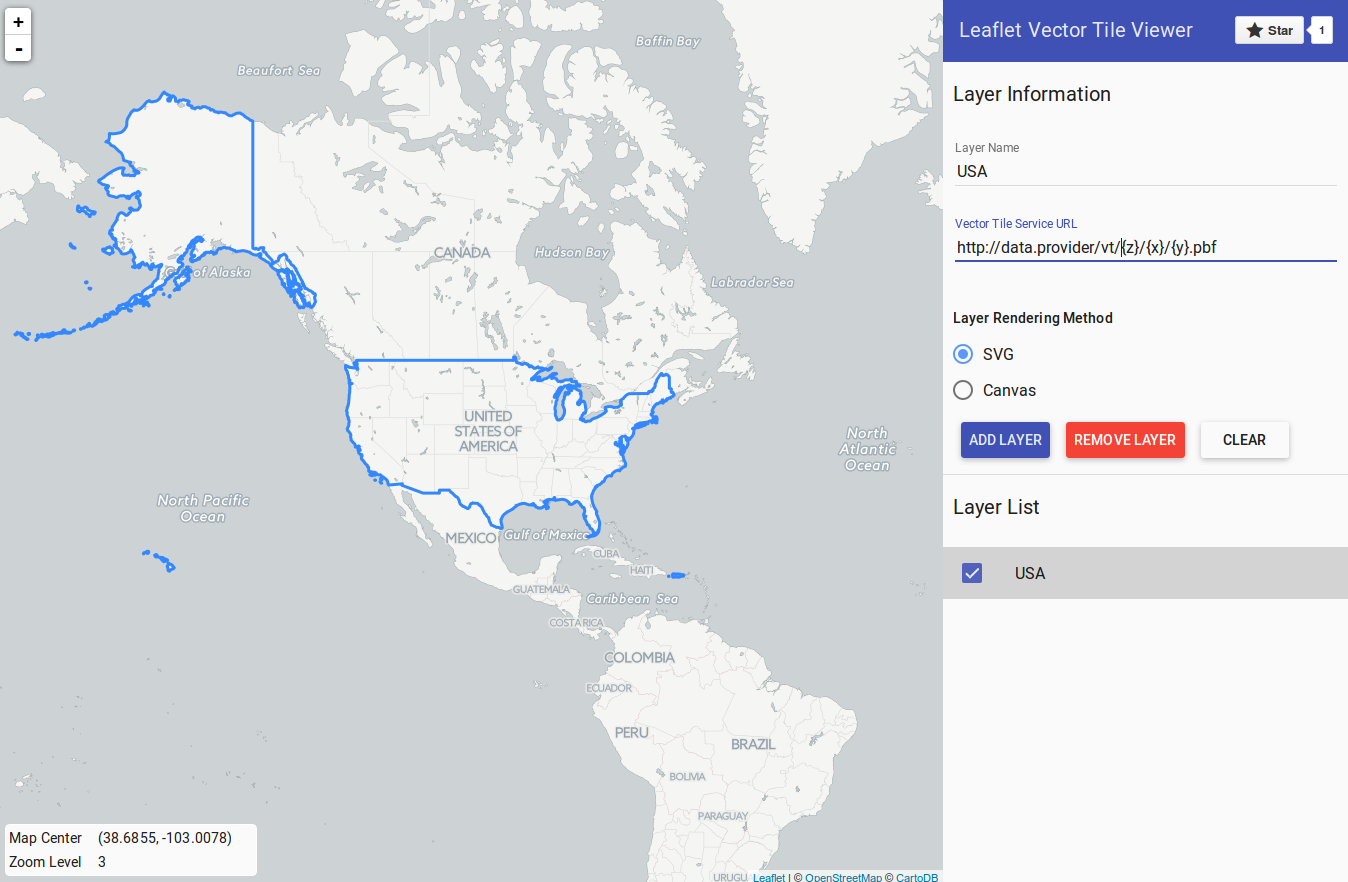 +
-
Baffin Bay
Beaufort Sea
CANADA
Hudson Bay
of Alaska
Labrador Sea
UNITED
STATES OF
AMERICA
North
Atlantic
Ocean
North Pacific
Ocean
MEXICO
Gulf of Mexico
CUBA
HAITI
GUATEMALA
Caribbean Sea
COSTA RICA
COLOMBIA
ECUADOR
PERU
BRAZIL
BOLIVIA
PARAGUAY
URUGU
Map Center (38.6855, -103.0078)
Zoom Level 3
Leaflet | © OpenStreetMap © CartoDB
Leaflet Vector Tile Viewer
Star 1
Layer Information
Layer Name
USA
Vector Tile Service URL
http://data.provider/vt/{z}/{x}/{y}.pbf
Layer Rendering Method
SVG
Canvas
ADD LAYER REMOVE LAYER CLEAR
Layer List
USA